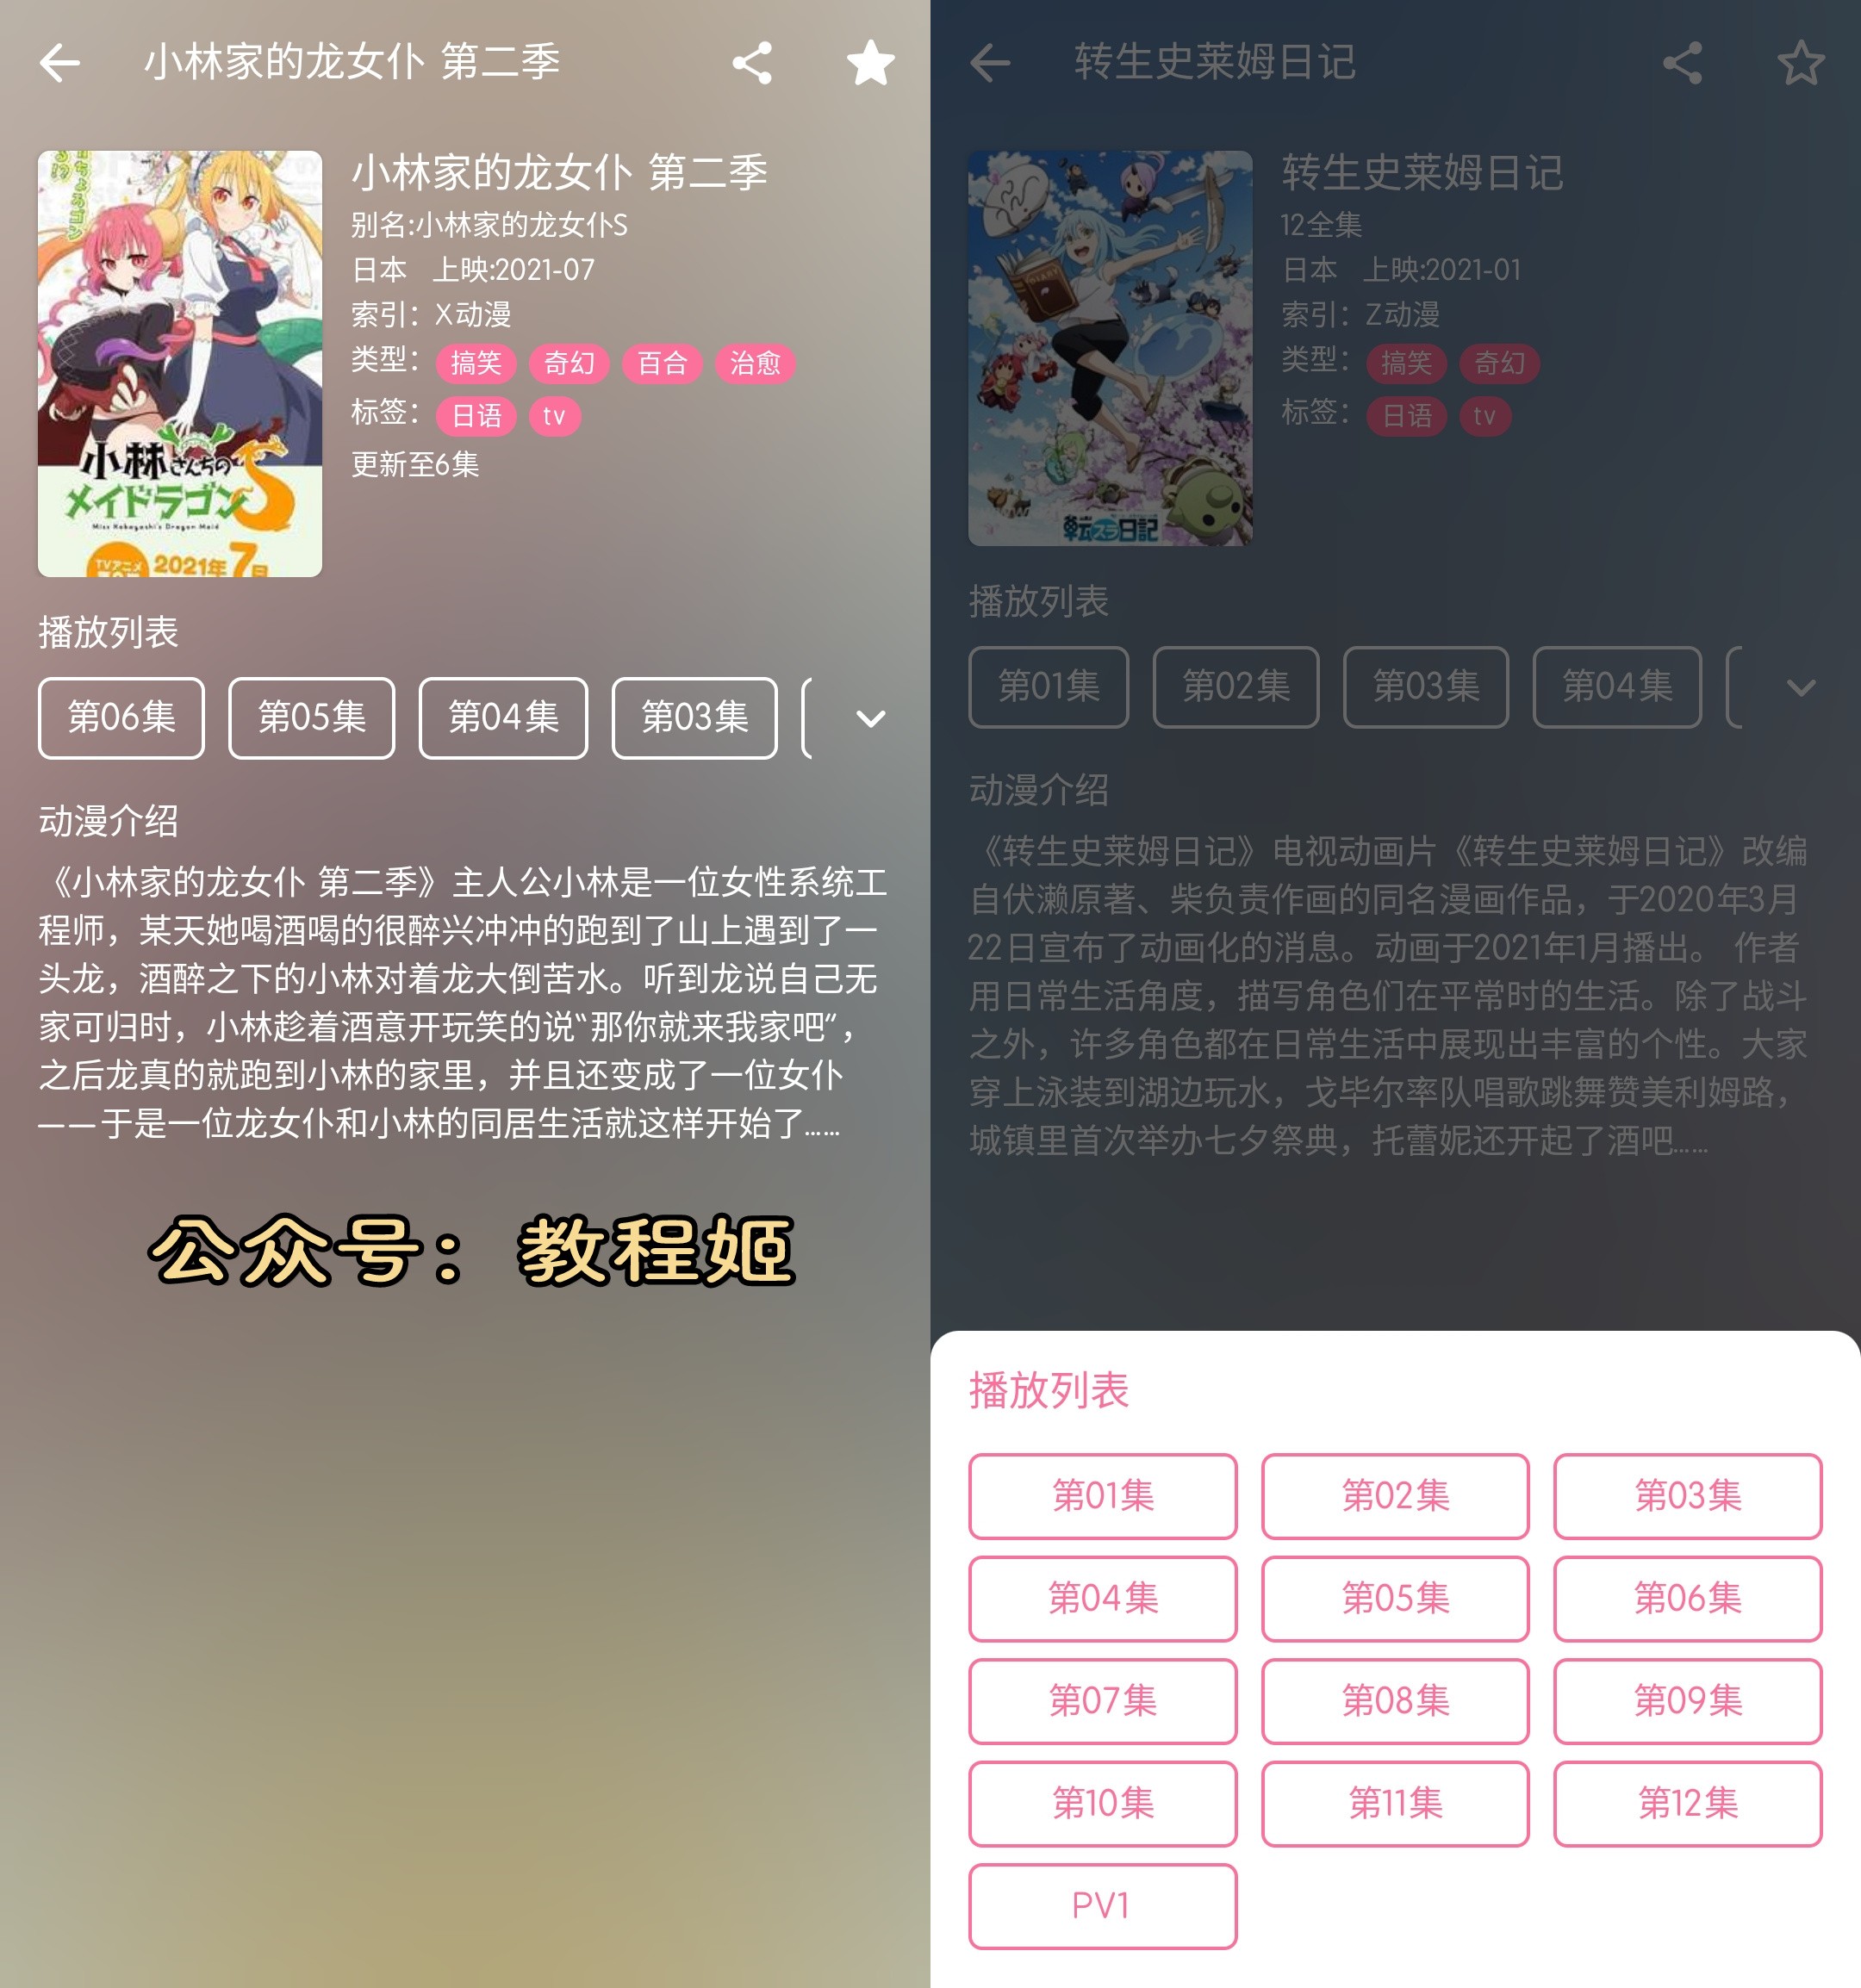 小林家的龙女仆 第二季
小林家的龙女仆 第二季
别名:小林家的龙女仆S
日本 上映:2021-07
索引：X动漫
类型：搞笑 奇幻 百合 治愈
标签：日语 tv
更新至6集
小林さんちの
メイドラゴンS
Miss Kobayashi's Dragon Maid
TVアニメ 2021年7月
播放列表
第06集 第05集 第04集 第03集
动漫介绍
《小林家的龙女仆 第二季》主人公小林是一位女性系统工
程师，某天她喝酒喝的很醉兴冲冲的跑到了山上遇到了一
头龙，酒醉之下的小林对着龙大倒苦水。听到龙说自己无
家可归时，小林趁着酒意开玩笑的说“那你就来我家吧”，
之后龙真的就跑到小林的家里，并且还变成了一位女仆
——于是一位龙女仆和小林的同居生活就这样开始了……
公众号：教程姬
转生史莱姆日记
转生史莱姆日记
12全集
日本 上映:2021-01
索引：Z动漫
类型：搞笑 奇幻
标签：日语 tv
DIARY
転スラ日記
播放列表
第01集 第02集 第03集 第04集
动漫介绍
《转生史莱姆日记》电视动画片《转生史莱姆日记》改编
自伏濑原著、柴负责作画的同名漫画作品，于2020年3月
22日宣布了动画化的消息。动画于2021年1月播出。 作者
用日常生活角度，描写角色们在平常时的生活。除了战斗
之外，许多角色都在日常生活中展现出丰富的个性。大家
穿上泳装到湖边玩水，戈毕尔率队唱歌跳舞赞美利姆路，
城镇里首次举办七夕祭典，托蕾妮还开起了酒吧……
播放列表
第01集 第02集 第03集
第04集 第05集 第06集
第07集 第08集 第09集
第10集 第11集 第12集
PV1